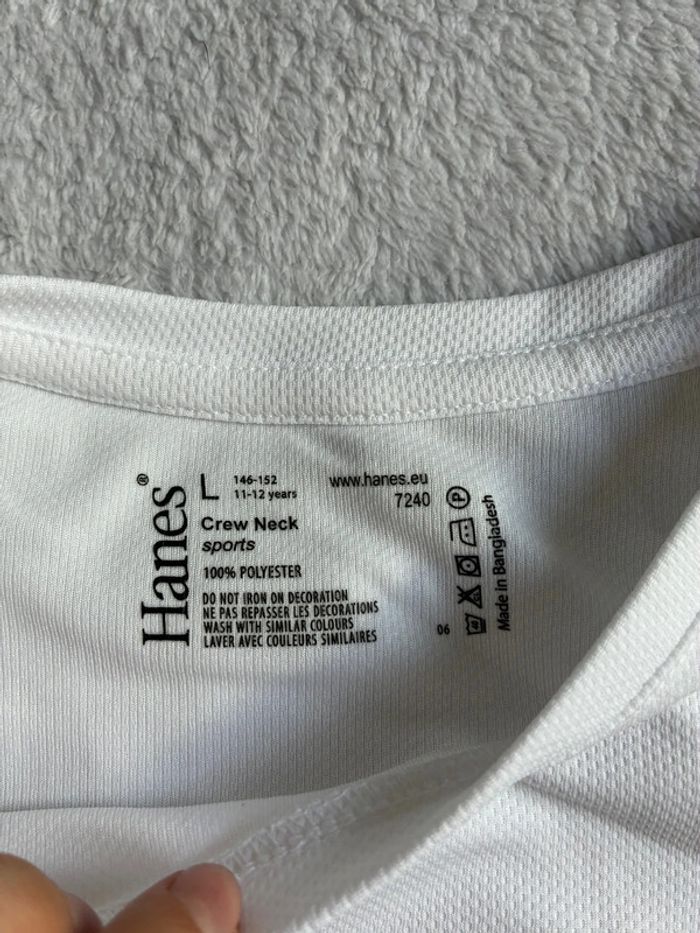 Hanes®
L 146-152
11-12 years
Crew Neck
sports
100% POLYESTER
DO NOT IRON ON DECORATION
NE PAS REPASSER LES DECORATIONS
WASH WITH SIMILAR COLOURS
LAVER AVEC COULEURS SIMILAIRES
www.hanes.eu
7240
06
P
Made in Bangladesh